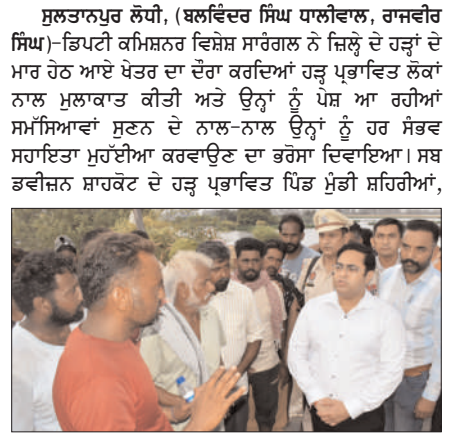 ਸੁਲਤਾਨਪੁਰ ਲੋਧੀ, (ਬਲਵਿੰਦਰ ਸਿੰਘ ਧਾਲੀਵਾਲ, ਰਾਜਵੀਰ
ਸਿੰਘ)-ਡਿਪਟੀ ਕਮਿਸ਼ਨਰ ਵਿਸ਼ੇਸ਼ ਸਾਰੰਗਲ ਨੇ ਜ਼ਿਲ੍ਹੇ ਦੇ ਹੜ੍ਹਾਂ ਦੇ
ਮਾਰ ਹੇਠ ਆਏ ਖੇਤਰ ਦਾ ਦੌਰਾ ਕਰਦਿਆਂ ਹੜ੍ਹ ਪ੍ਰਭਾਵਿਤ ਲੋਕਾਂ
ਨਾਲ ਮੁਲਾਕਾਤ ਕੀਤੀ ਅਤੇ ਉਨ੍ਹਾਂ ਨੂੰ ਪੇਸ਼ ਆ ਰਹੀਆਂ
ਸਮੱਸਿਆਵਾਂ ਸੁਣਨ ਦੇ ਨਾਲ-ਨਾਲ ਉਨ੍ਹਾਂ ਨੂੰ ਹਰ ਸੰਭਵ
ਸਹਾਇਤਾ ਮੁਹੱਈਆ ਕਰਵਾਉਣ ਦਾ ਭਰੋਸਾ ਦਿਵਾਇਆ। ਸਬ
ਡਵੀਜ਼ਨ ਸ਼ਾਹਕੋਟ ਦੇ ਹੜ੍ਹ ਪ੍ਰਭਾਵਿਤ ਪਿੰਡ ਮੁੰਡੀ ਸ਼ਹਿਰੀਆਂ,